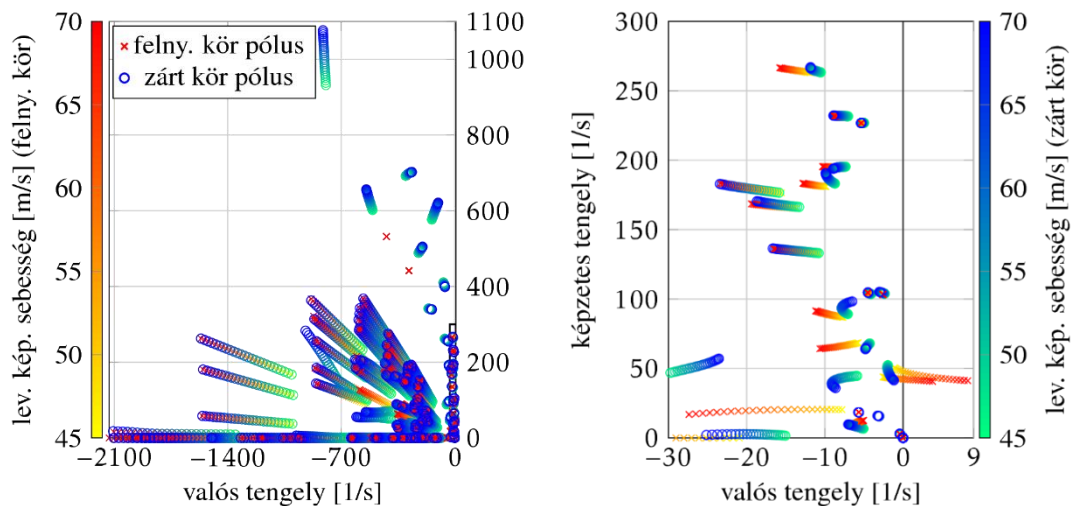 lev. kép. sebesség [m/s] (felny. kör)
70
65
60
55
50
45
× felny. kör pólus
○ zárt kör pólus
1100
1000
800
600
400
200
0
−2100 −1400 −700 0
valós tengely [1/s]
képzetes tengely [1/s]
300
250
200
150
100
50
0
−30 −20 −10 0 9
valós tengely [1/s]
70
65
60
55
50
45
lev. kép. sebesség [m/s] (zárt kör)